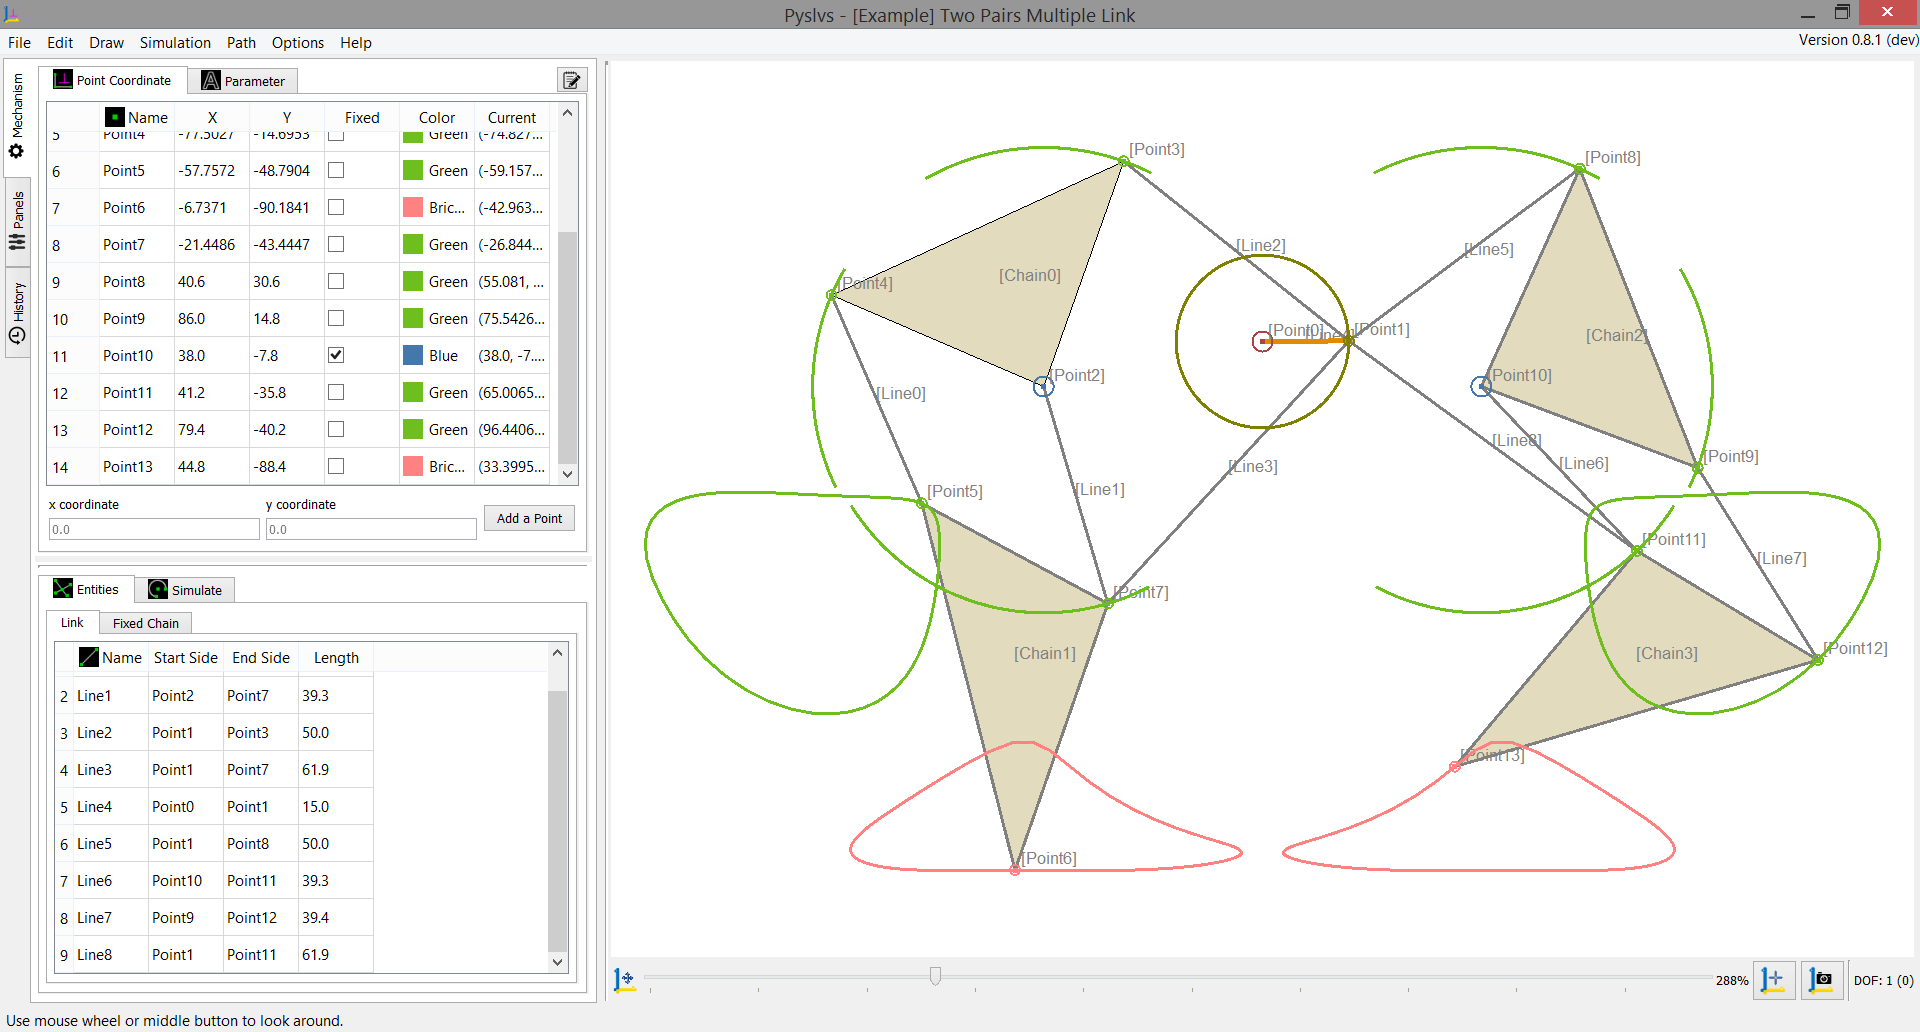 Pyslvs - [Example] Two Pairs Multiple Link
File Edit Draw Simulation Path Options Help
Version 0.8.1 (dev)
Mechanism
Panels
History
Point Coordinate Parameter
Name X Y Fixed Color Current
5 Point4 -77.5027 -14.6953 Green (-74.827...
6 Point5 -57.7572 -48.7904 Green (-59.157...
7 Point6 -6.7371 -90.1841 Bric... (-42.963...
8 Point7 -21.4486 -43.4447 Green (-26.844...
9 Point8 40.6 30.6 Green (55.081, ...
10 Point9 86.0 14.8 Green (75.5426...
11 Point10 38.0 -7.8 Blue (38.0, -7....
12 Point11 41.2 -35.8 Green (65.0065...
13 Point12 79.4 -40.2 Green (96.4406...
14 Point13 44.8 -88.4 Bric... (33.3995...
x coordinate y coordinate
0.0 0.0 Add a Point
Entities Simulate
Link Fixed Chain
Name Start Side End Side Length
2 Line1 Point2 Point7 39.3
3 Line2 Point1 Point3 50.0
4 Line3 Point1 Point7 61.9
5 Line4 Point0 Point1 15.0
6 Line5 Point1 Point8 50.0
7 Line6 Point10 Point11 39.3
8 Line7 Point9 Point12 39.4
9 Line8 Point1 Point11 61.9
[Point3]
[Point8]
[Line2]
[Line5]
[Chain0]
[Point4]
[Point0]
[Point1]
[Chain2]
[Point2]
[Point10]
[Line0]
[Line8]
[Point9]
[Line3]
[Line6]
[Line1]
[Point5]
[Point11]
[Line7]
[Point7]
[Point12]
[Chain1]
[Chain3]
[Point13]
[Point6]
288%
DOF: 1 (0)
Use mouse wheel or middle button to look around.